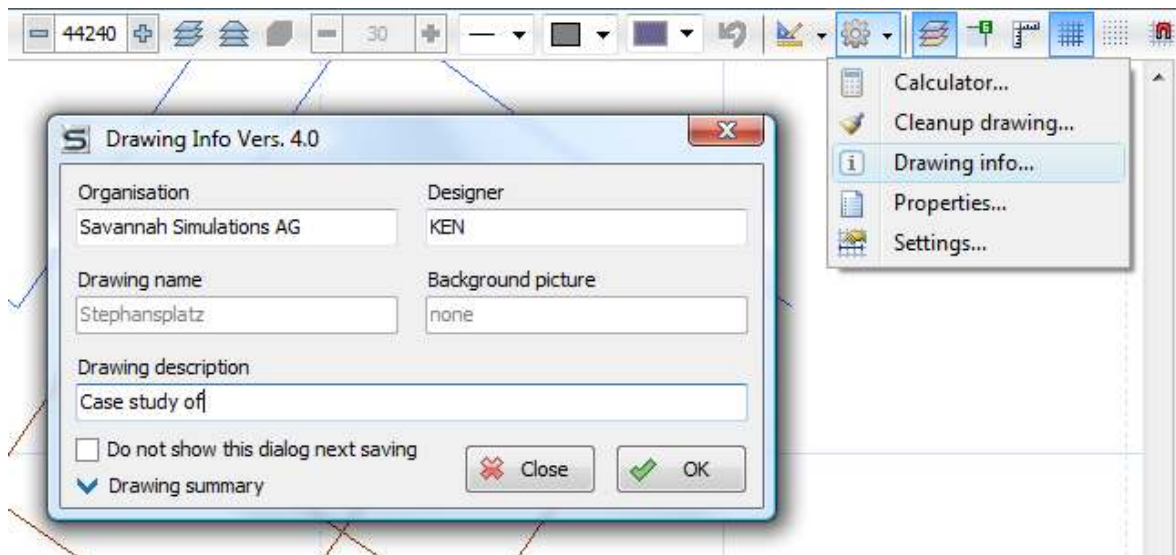 44240
30
Calculator...
Cleanup drawing...
Drawing info...
Properties...
Settings...
Drawing Info Vers. 4.0
Organisation
Designer
Savannah Simulations AG
KEN
Drawing name
Background picture
Stephansplatz
none
Drawing description
Case study of
Do not show this dialog next saving
Drawing summary
Close
OK